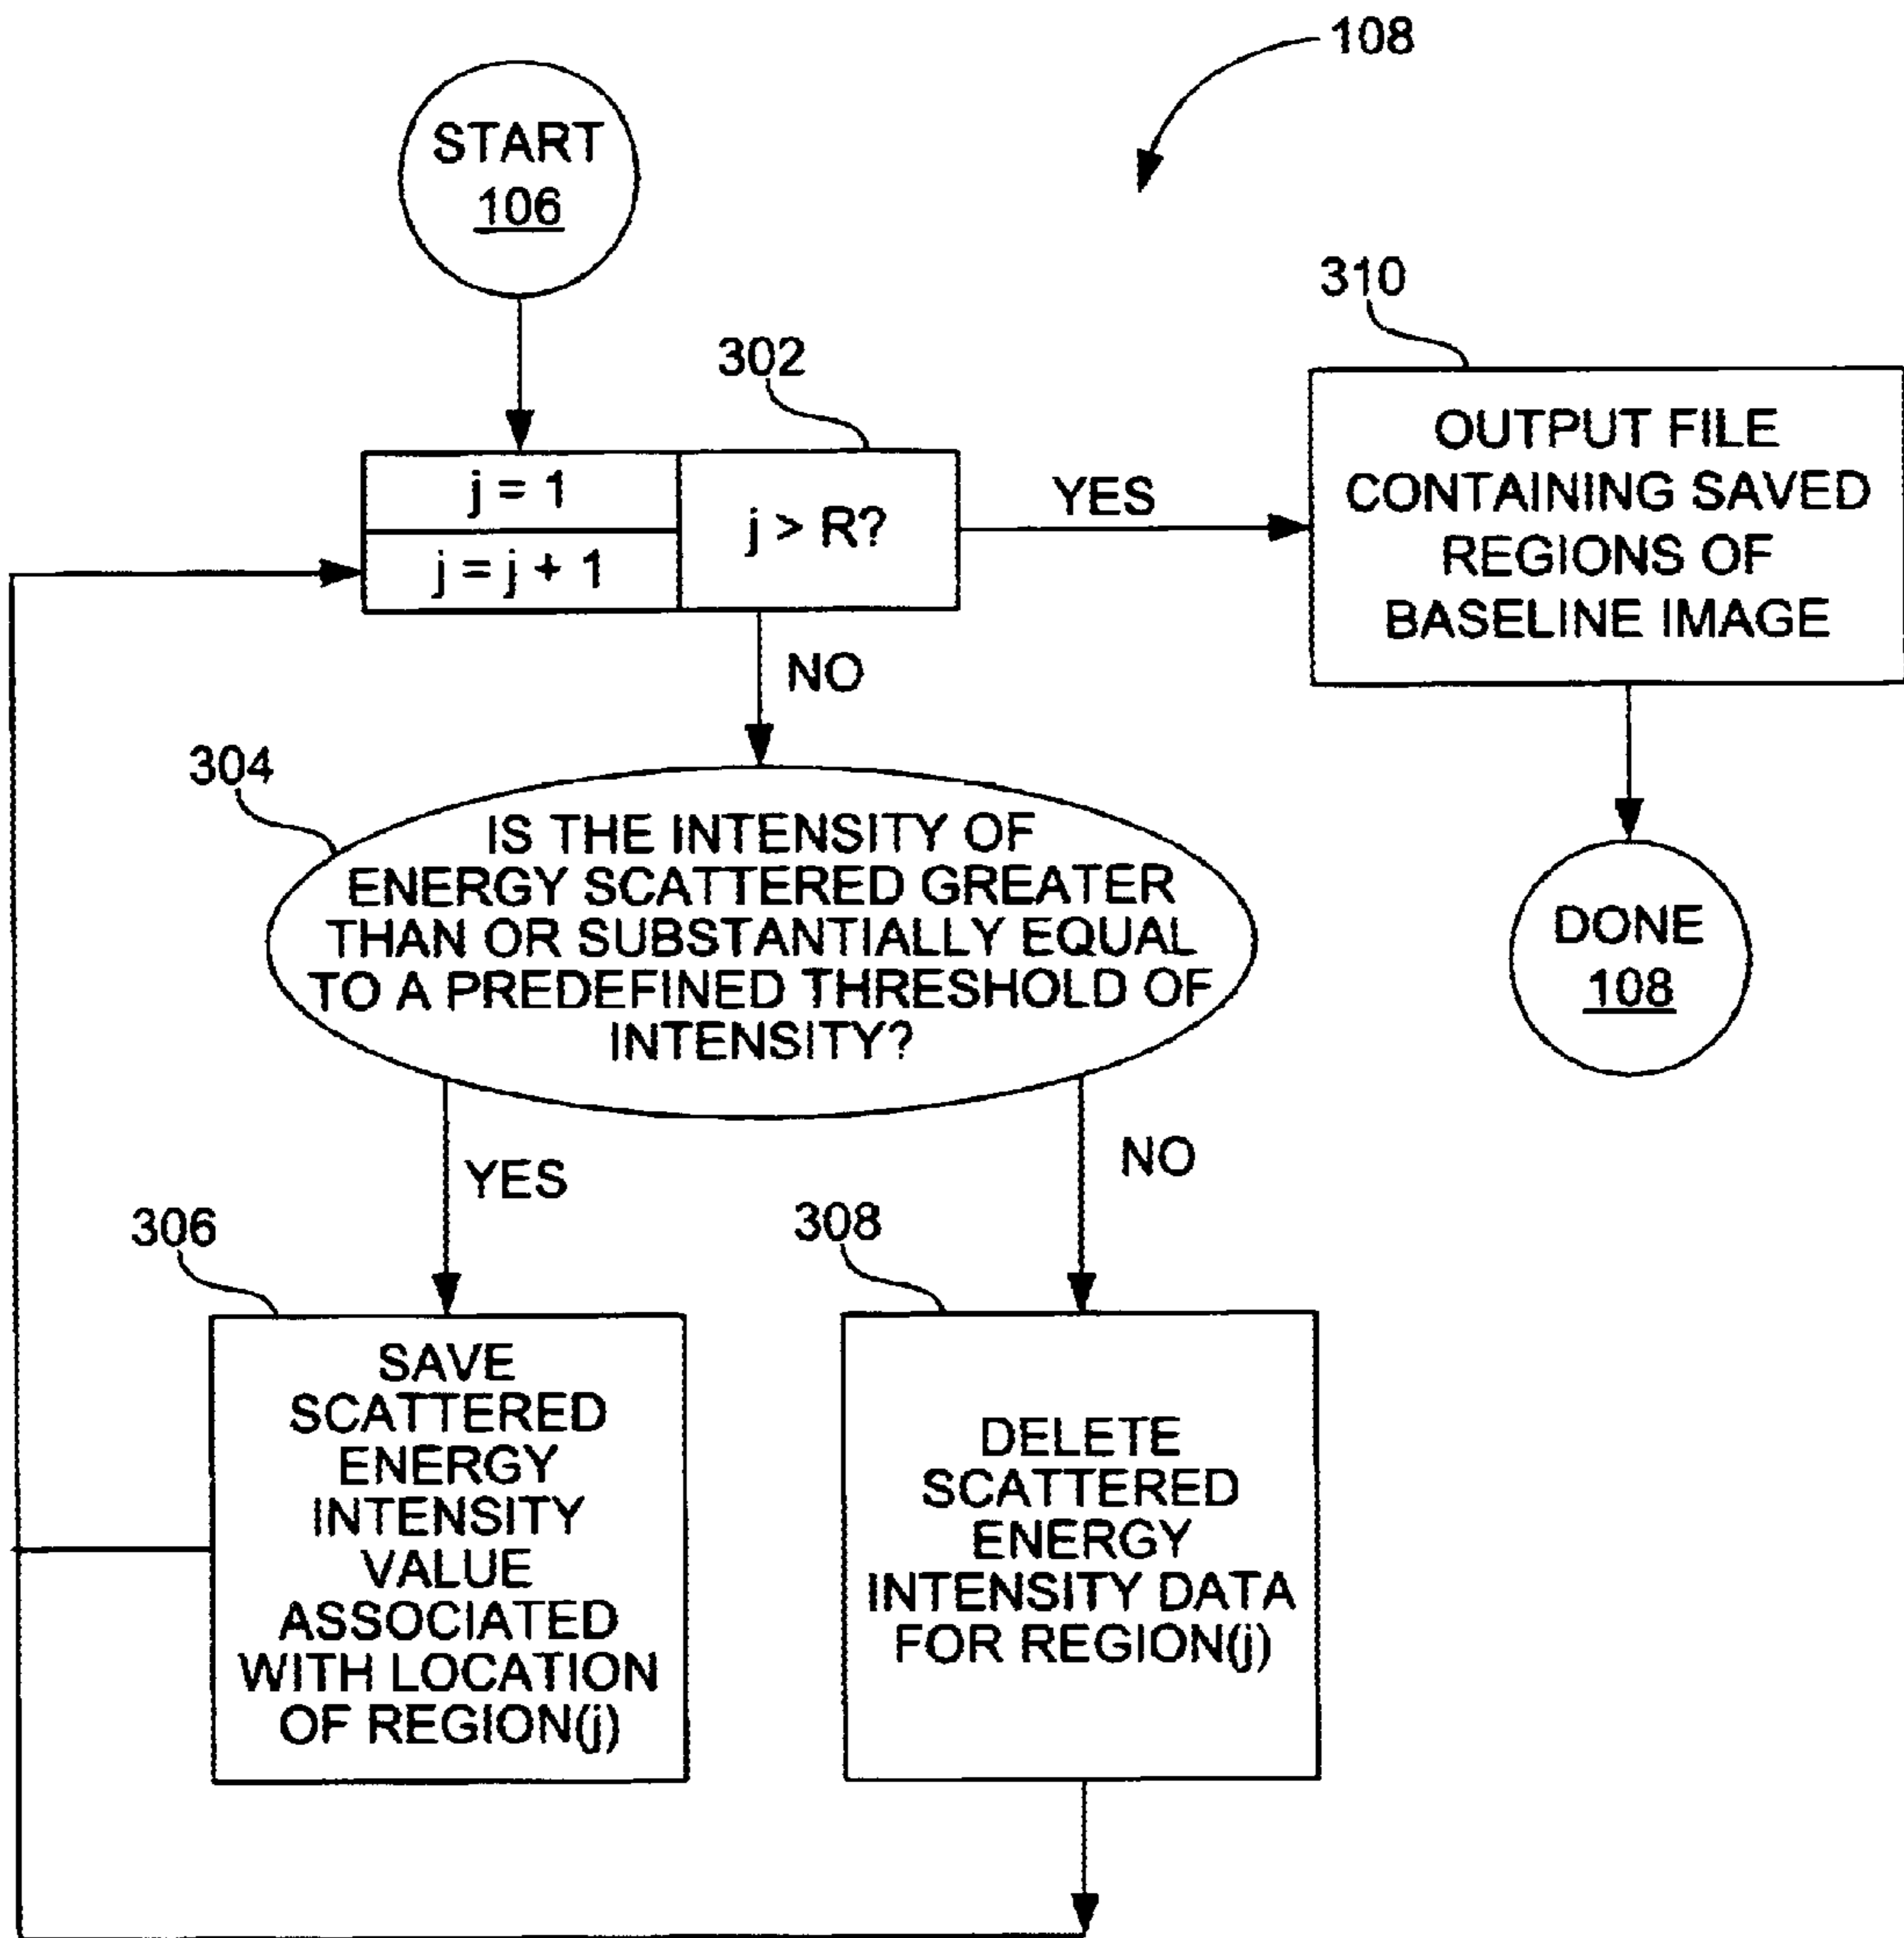 108
START
106
302
j = 1
j = j + 1
j > R?
YES
310
OUTPUT FILE
CONTAINING SAVED
REGIONS OF
BASELINE IMAGE
NO
304
IS THE INTENSITY OF
ENERGY SCATTERED GREATER
THAN OR SUBSTANTIALLY EQUAL
TO A PREDEFINED THRESHOLD OF
INTENSITY?
DONE
108
YES
NO
306
SAVE
SCATTERED
ENERGY
INTENSITY
VALUE
ASSOCIATED
WITH LOCATION
OF REGION(j)
308
DELETE
SCATTERED
ENERGY
INTENSITY DATA
FOR REGION(j)